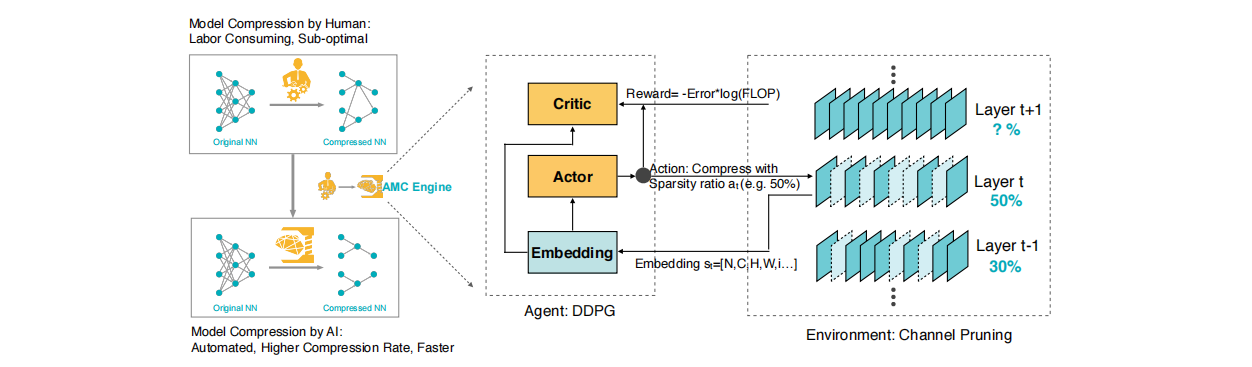 Model Compression by Human:
Labor Consuming, Sub-optimal
Original NN
Compressed NN
AMC Engine
Original NN
Compressed NN
Model Compression by AI:
Automated, Higher Compression Rate, Faster
Critic
Actor
Embedding
Agent: DDPG
Reward= -Error*log(FLOP)
Action: Compress with
Sparsity ratio at (e.g. 50%)
Embedding st=[N,C,H,W,i...]
Layer t+1
? %
Layer t
50%
Layer t-1
30%
Environment: Channel Pruning